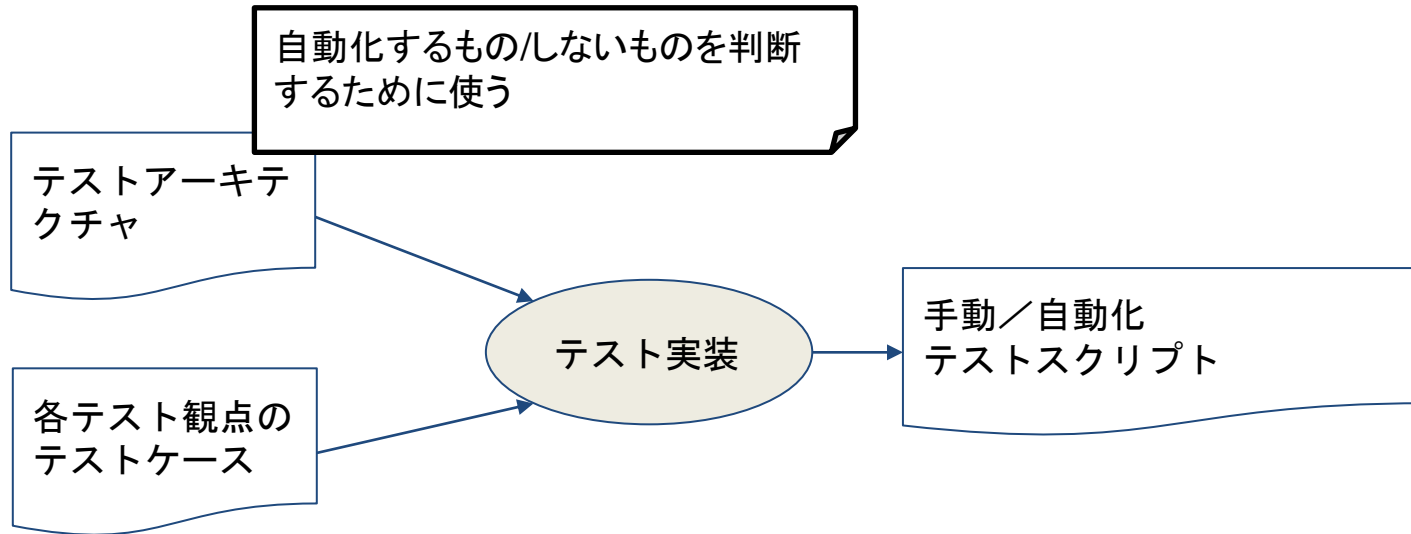 自動化するもの/しないものを判断
するために使う
テストアーキテ
クチャ
テスト実装
手動／自動化
テストスクリプト
各テスト観点の
テストケース